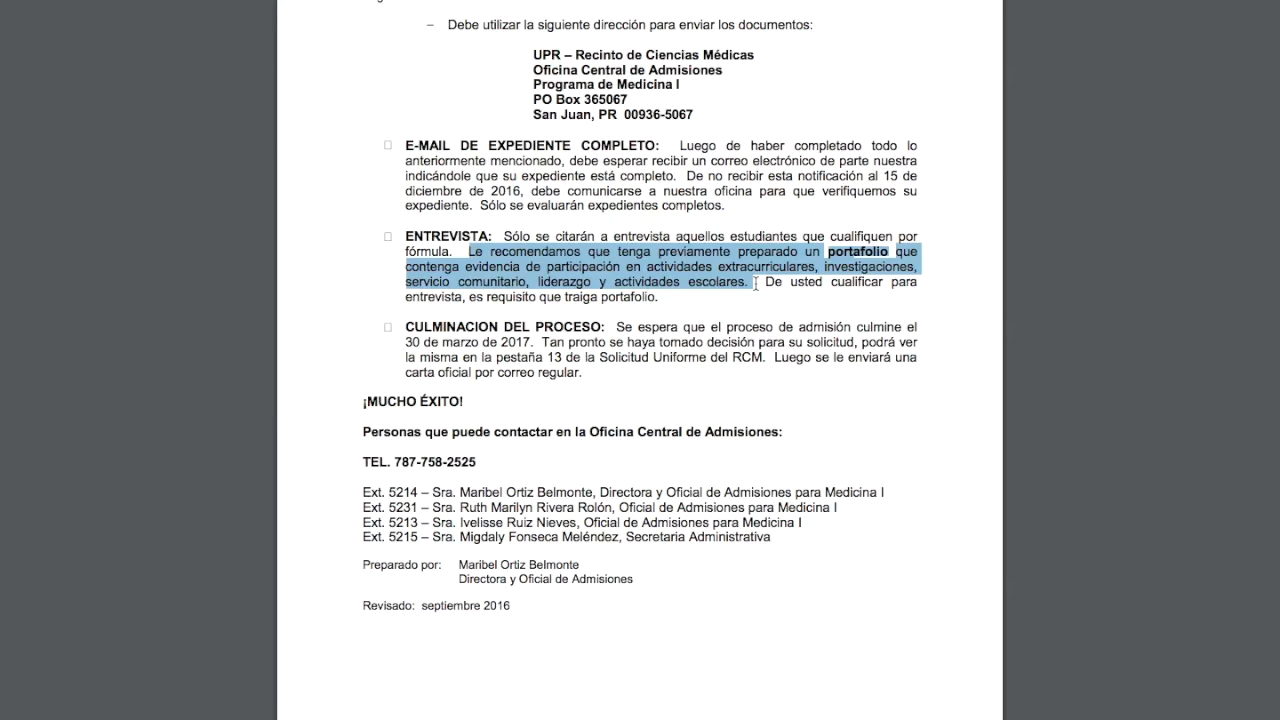 – Debe utilizar la siguiente dirección para enviar los documentos:
UPR – Recinto de Ciencias Médicas
Oficina Central de Admisiones
Programa de Medicina I
PO Box 365067
San Juan, PR 00936-5067
□ E-MAIL DE EXPEDIENTE COMPLETO: Luego de haber completado todo lo
anteriormente mencionado, debe esperar recibir un correo electrónico de parte nuestra
indicándole que su expediente está completo. De no recibir esta notificación al 15 de
diciembre de 2016, debe comunicarse a nuestra oficina para que verifiquemos su
expediente. Sólo se evaluarán expedientes completos.
□ ENTREVISTA: Sólo se citarán a entrevista aquellos estudiantes que cualifiquen por
fórmula. Le recomendamos que tenga previamente preparado un portafolio que
contenga evidencia de participación en actividades extracurriculares, investigaciones,
servicio comunitario, liderazgo y actividades escolares. De usted cualificar para
entrevista, es requisito que traiga portafolio.
□ CULMINACION DEL PROCESO: Se espera que el proceso de admisión culmine el
30 de marzo de 2017. Tan pronto se haya tomado decisión para su solicitud, podrá ver
la misma en la pestaña 13 de la Solicitud Uniforme del RCM. Luego se le enviará una
carta oficial por correo regular.
¡MUCHO ÉXITO!
Personas que puede contactar en la Oficina Central de Admisiones:
TEL. 787-758-2525
Ext. 5214 – Sra. Maribel Ortiz Belmonte, Directora y Oficial de Admisiones para Medicina I
Ext. 5231 – Sra. Ruth Marilyn Rivera Rolón, Oficial de Admisiones para Medicina I
Ext. 5213 – Sra. Ivelisse Ruiz Nieves, Oficial de Admisiones para Medicina I
Ext. 5215 – Sra. Migdaly Fonseca Meléndez, Secretaria Administrativa
Preparado por: Maribel Ortiz Belmonte
Directora y Oficial de Admisiones
Revisado: septiembre 2016